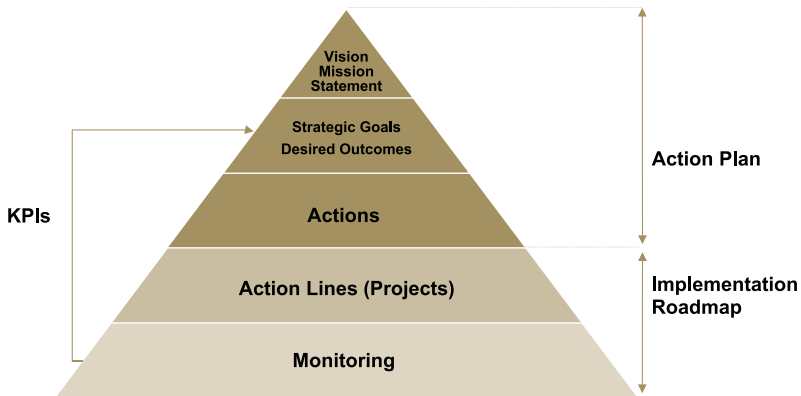 Vision
Mission
Statement
Strategic Goals
Desired Outcomes
Actions
Action Lines (Projects)
Monitoring
KPIs
Action Plan
Implementation
Roadmap